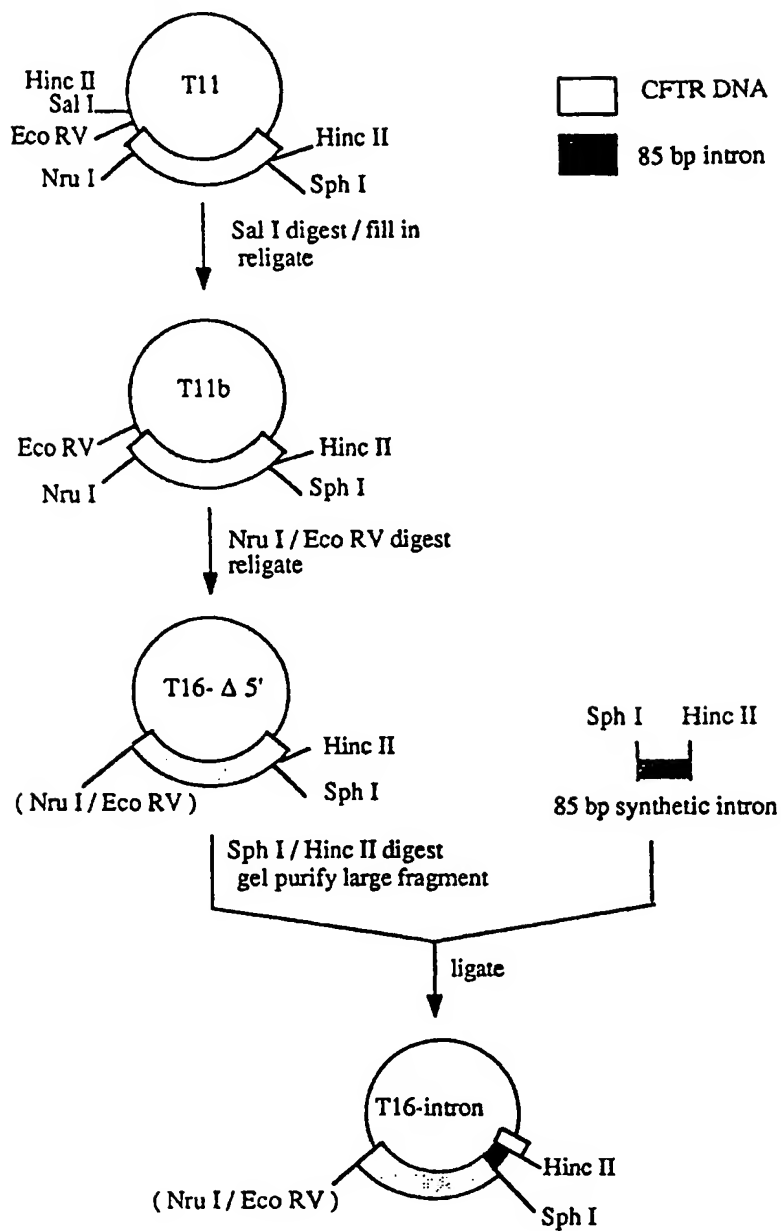 T11
Hinc II
Sal I
Eco RV
Nru I
Hinc II
Sph I
CFTR DNA
85 bp intron
Sal I digest / fill in
religate
T11b
Eco RV
Nru I
Hinc II
Sph I
Nru I / Eco RV digest
religate
T16- Δ 5'
Hinc II
Sph I
( Nru I / Eco RV )
Sph I Hinc II
85 bp synthetic intron
Sph I / Hinc II digest
gel purify large fragment
ligate
T16-intron
Hinc II
Sph I
( Nru I / Eco RV )